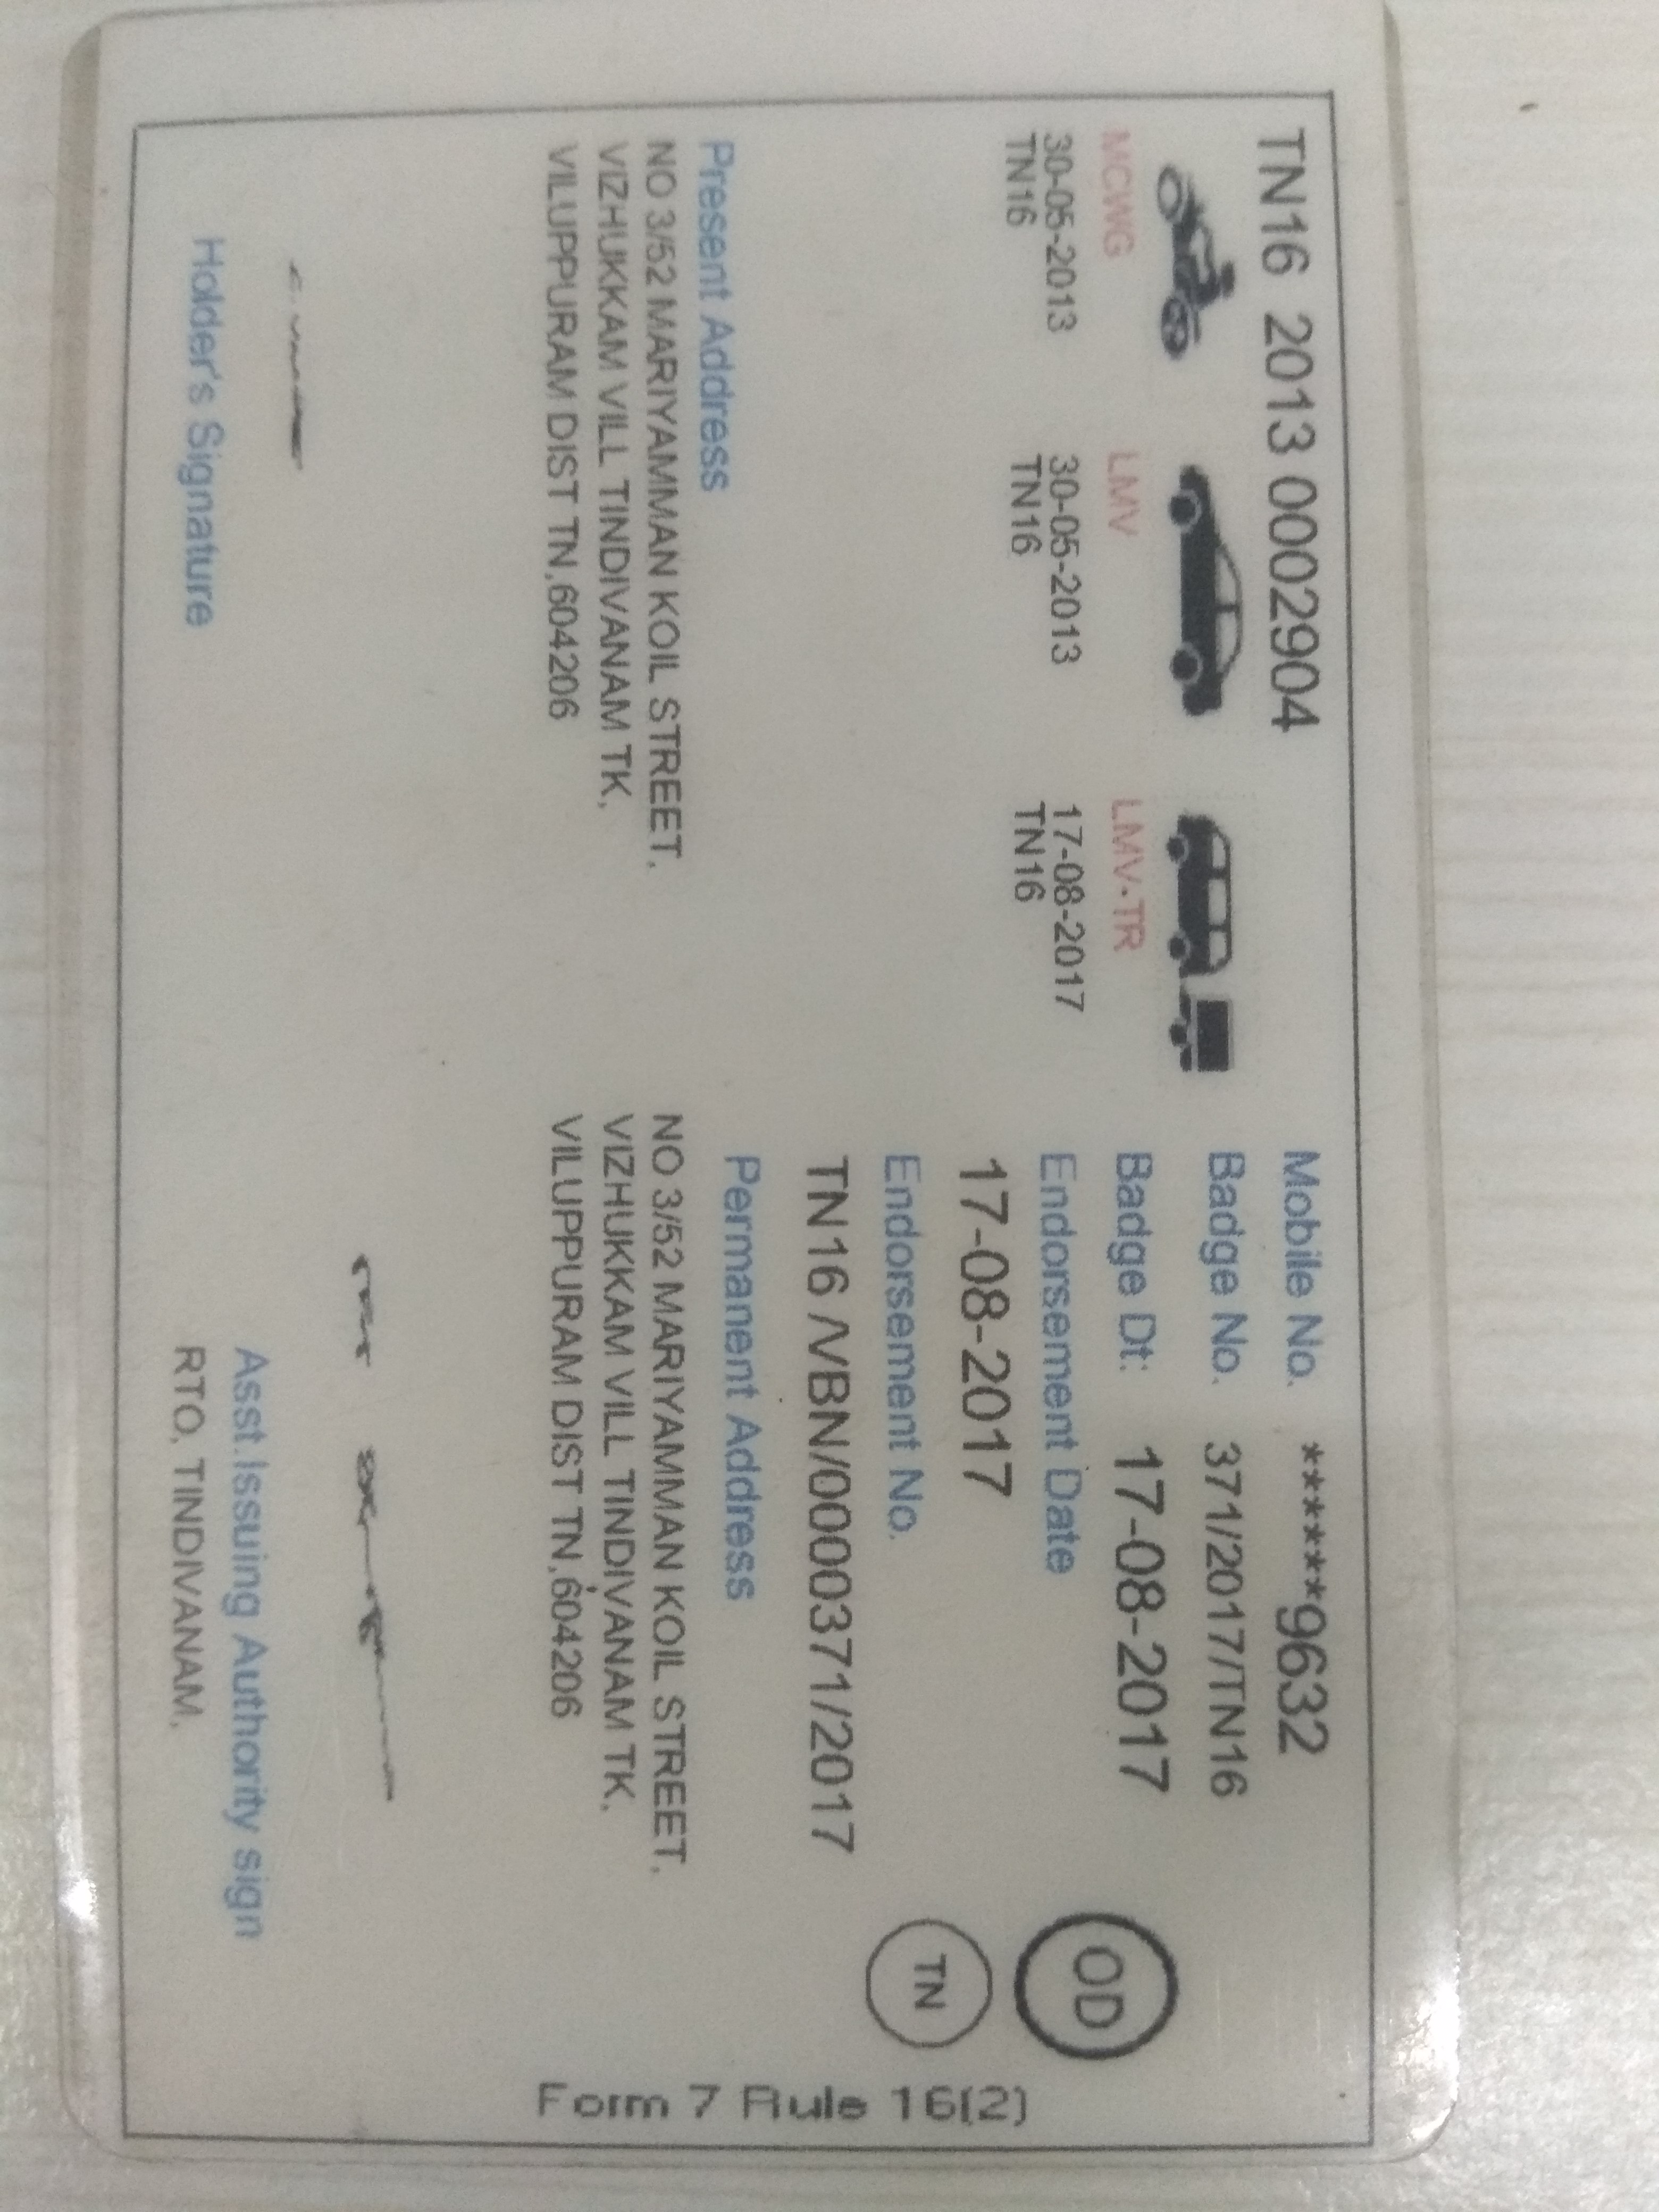 TN16 2013 0002904
MCWG
30-05-2013
TN16
LMV
30-05-2013
TN16
LMV-TR
17-08-2017
TN16
Mobile No. ******9632
Badge No. 371/2017/TN16
Badge Dt: 17-08-2017
Endorsement Date
17-08-2017
Endorsement No.
TN16 /VBN/0000371/2017
OD
TN
Present Address
NO 3/52 MARIYAMMAN KOIL STREET,
VIZHUKKAM VILL TINDIVANAM TK,
VILUPPURAM DIST TN,604206
Permanent Address
NO 3/52 MARIYAMMAN KOIL STREET,
VIZHUKKAM VILL TINDIVANAM TK,
VILUPPURAM DIST TN,604206
Holder's Signature
Asst.Issuing Authority sign
RTO, TINDIVANAM,
Form 7 Rule 16(2)